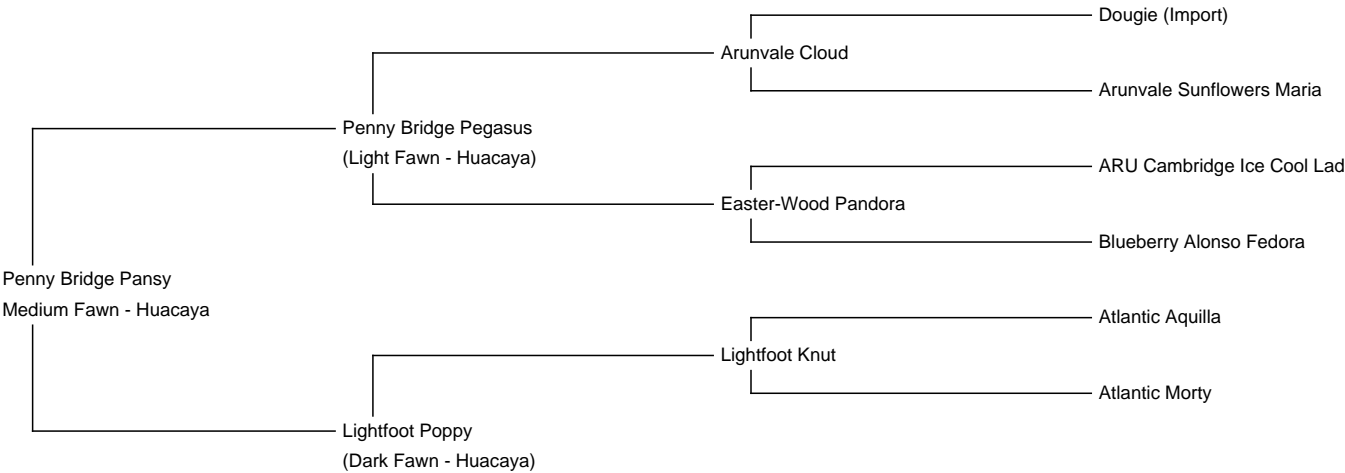 Dougie (Import)
Arunvale Cloud
Arunvale Sunflowers Maria
Penny Bridge Pegasus
(Light Fawn - Huacaya)
ARU Cambridge Ice Cool Lad
Easter-Wood Pandora
Blueberry Alonso Fedora
Penny Bridge Pansy
Medium Fawn - Huacaya
Atlantic Aquilla
Lightfoot Knut
Atlantic Morty
Lightfoot Poppy
(Dark Fawn - Huacaya)